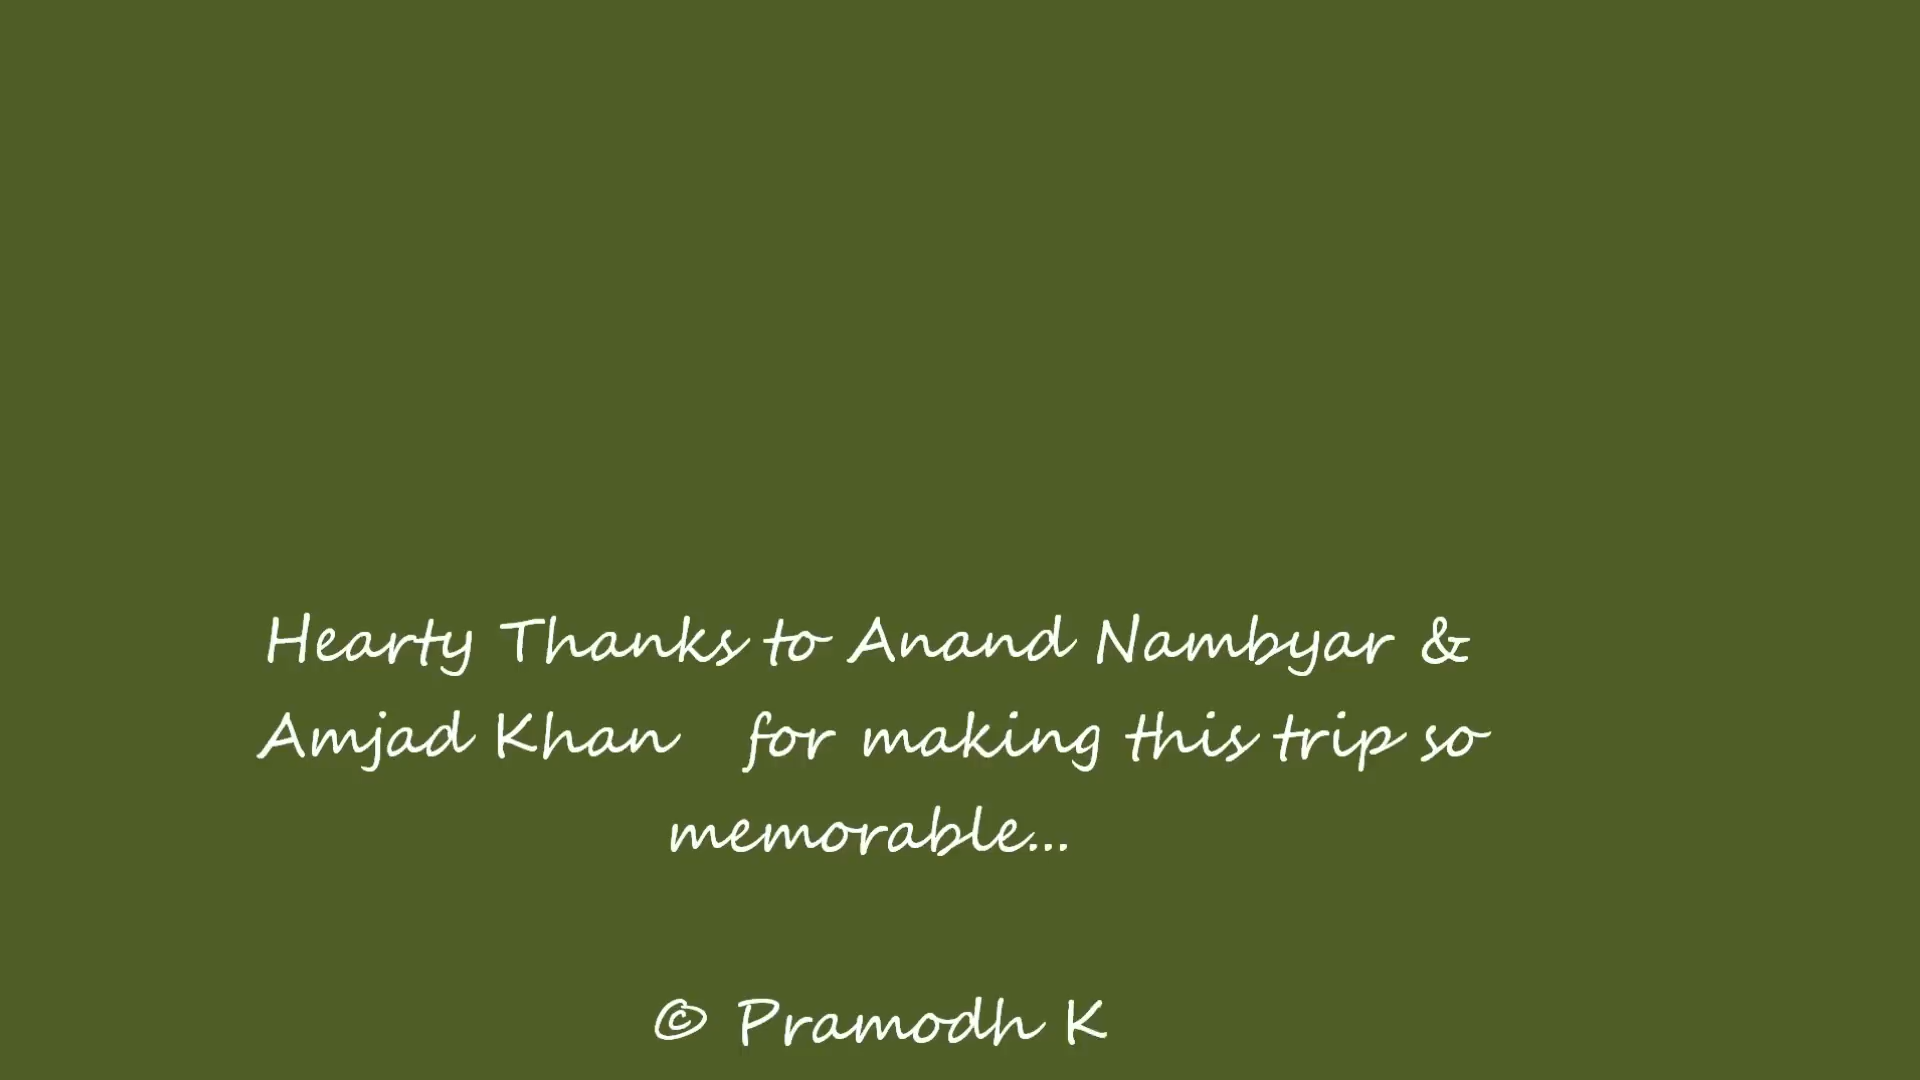 Hearty Thanks to Anand Nambyar &
Amjad Khan for making this trip so
memorable...
© Pramodh K